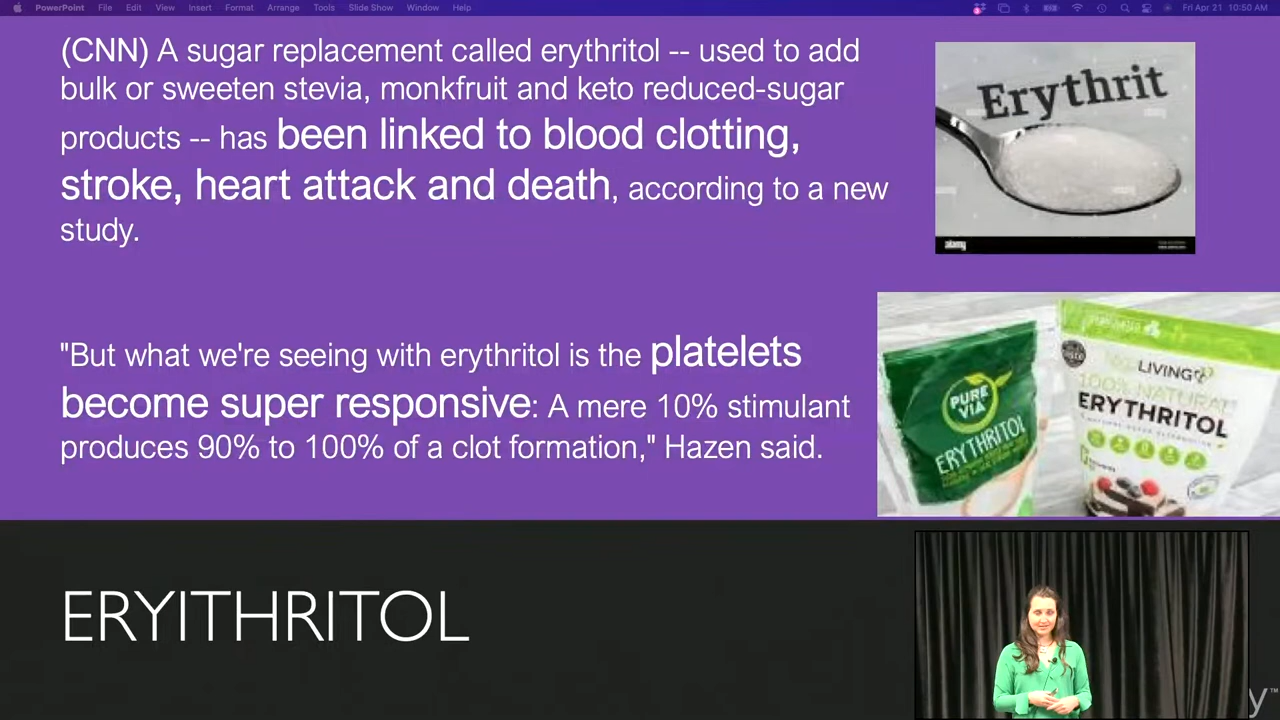 PowerPoint File Edit View Insert Format Arrange Tools Slide Show Window Help Fri Apr 21 10:50 AM
(CNN) A sugar replacement called erythritol -- used to add
bulk or sweeten stevia, monkfruit and keto reduced-sugar
products -- has been linked to blood clotting,
stroke, heart attack and death, according to a new
study.
Erythrit
alamy
"But what we're seeing with erythritol is the platelets
become super responsive: A mere 10% stimulant
produces 90% to 100% of a clot formation," Hazen said.
PURE
VIA
ERYTHRITOL
LIVING
100% NATURAL
ERYTHRITOL
ERYITHRITOL
y™